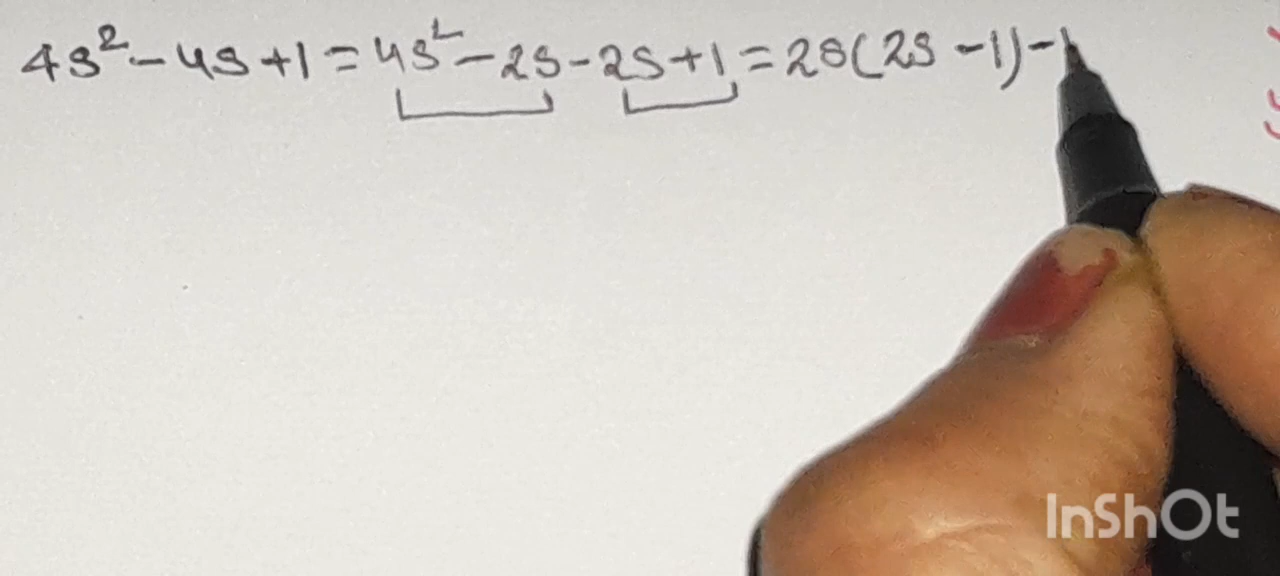 4s² - 4s + 1 = 4s² - 2s - 2s + 1 = 2s(2s - 1) - 1
InShOt